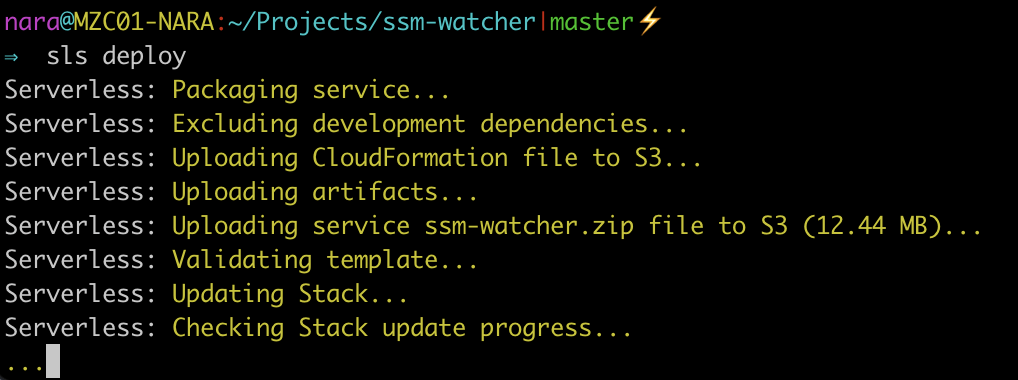 nara@MZC01-NARA:~/Projects/ssm-watcher|master⚡
⇒  sls deploy
Serverless: Packaging service...
Serverless: Excluding development dependencies...
Serverless: Uploading CloudFormation file to S3...
Serverless: Uploading artifacts...
Serverless: Uploading service ssm-watcher.zip file to S3 (12.44 MB)...
Serverless: Validating template...
Serverless: Updating Stack...
Serverless: Checking Stack update progress...
...